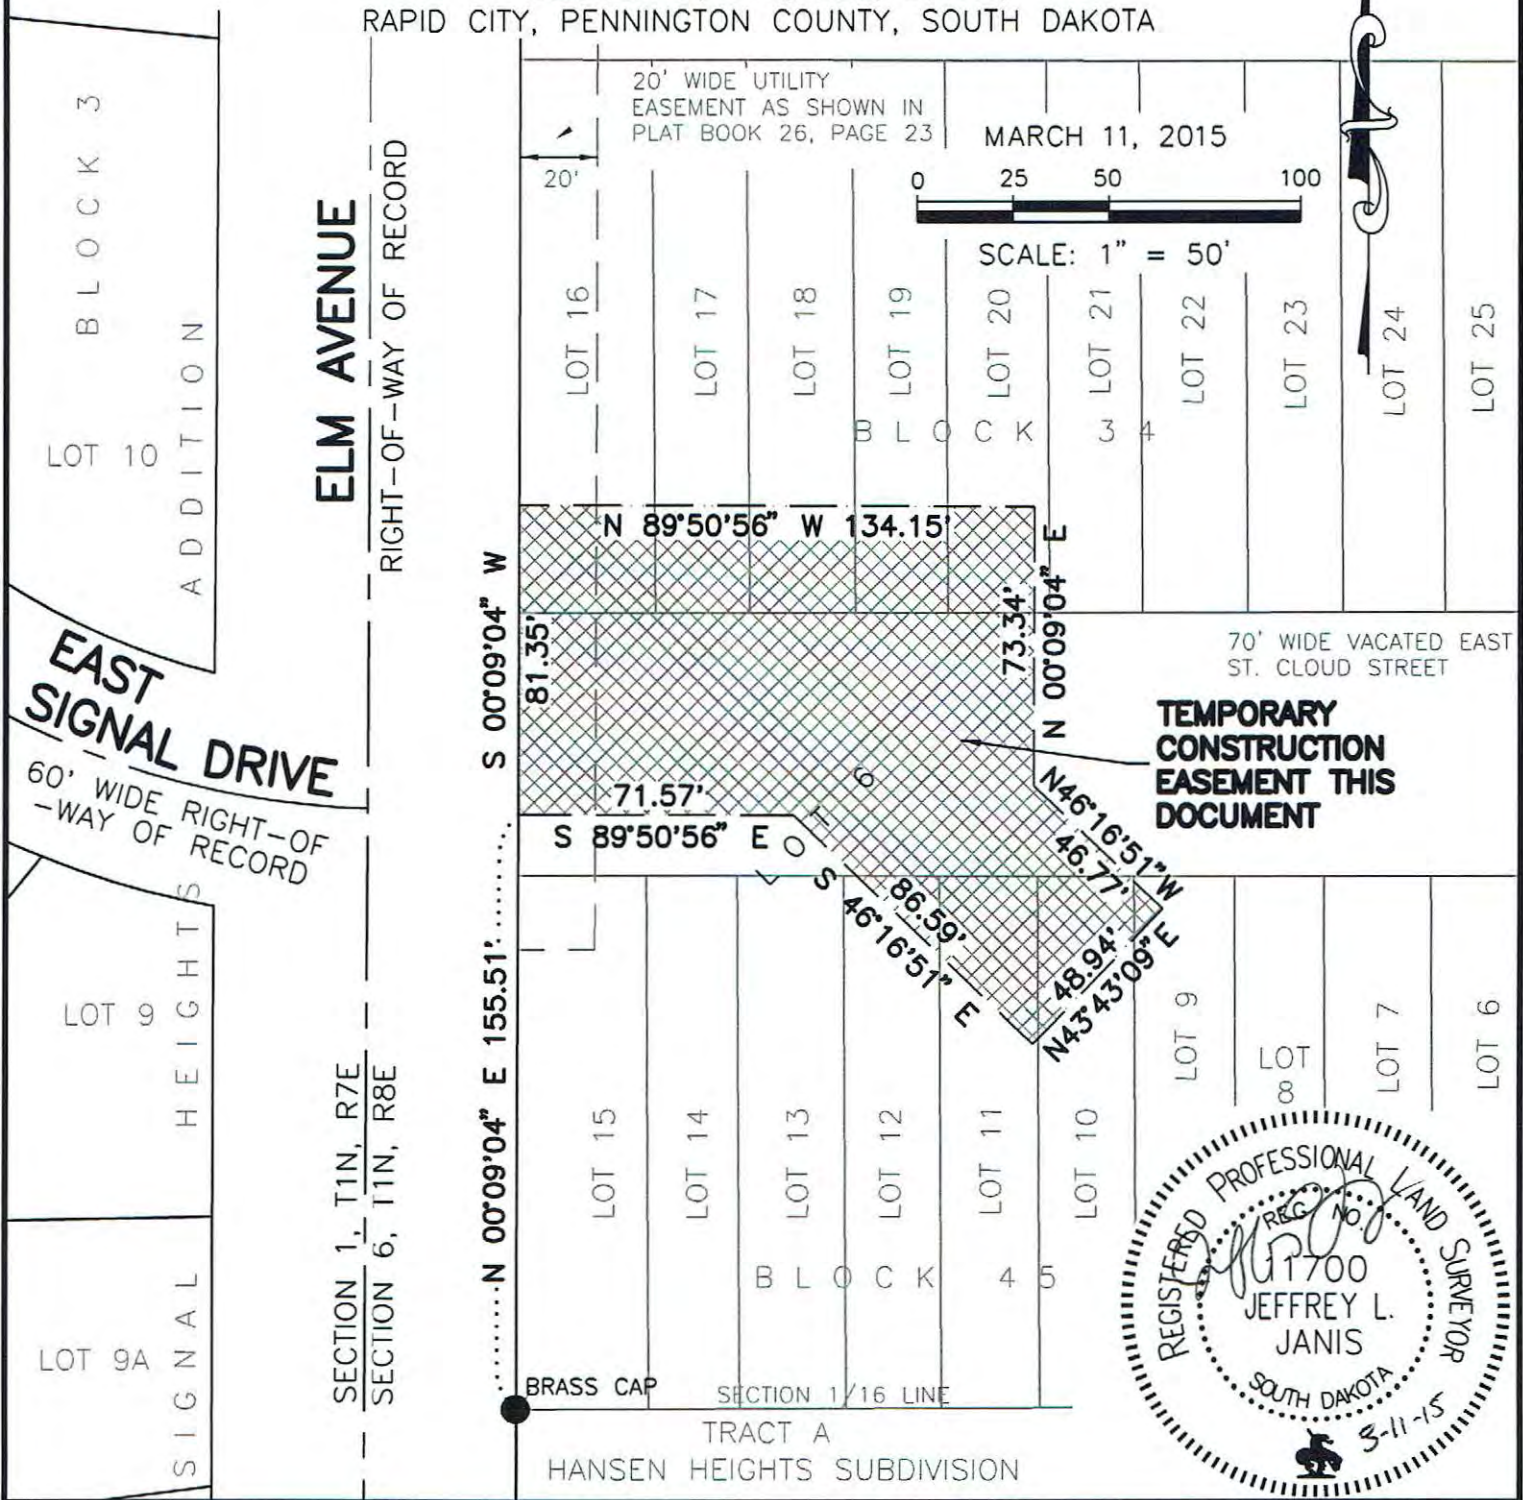 RAPID CITY, PENNINGTON COUNTY, SOUTH DAKOTA
20' WIDE UTILITY
EASEMENT AS SHOWN IN
PLAT BOOK 26, PAGE 23
20'
MARCH 11, 2015
0 25 50 100
SCALE: 1" = 50'
BLOCK 3
ADDITION
LOT 10
ELM AVENUE
RIGHT-OF-WAY OF RECORD
LOT 16
LOT 17
LOT 18
LOT 19
LOT 20
LOT 21
LOT 22
LOT 23
LOT 24
LOT 25
BLOCK 34
N 89°50'56" W 134.15'
S 00°09'04" W
81.35'
73.34'
N 00°09'04" E
70' WIDE VACATED EAST
ST. CLOUD STREET
TEMPORARY
CONSTRUCTION
EASEMENT THIS
DOCUMENT
EAST
SIGNAL DRIVE
60' WIDE RIGHT-OF
-WAY OF RECORD
71.57'
S 89°50'56" E
LOT 6
N46°16'51"W
46.77'
86.59'
S 46°16'51" E
48.94'
N43°43'09"E
N 00°09'04" E 155.51'
LOT 9
SIGNAL HEIGHTS
LOT 9A
SECTION 1, T1N, R7E
SECTION 6, T1N, R8E
LOT 15
LOT 14
LOT 13
LOT 12
LOT 11
LOT 10
LOT 9
LOT
8
LOT 7
LOT 6
BLOCK 45
BRASS CAP
SECTION 1/16 LINE
TRACT A
HANSEN HEIGHTS SUBDIVISION
REGISTERED PROFESSIONAL LAND SURVEYOR
REG. NO.
11700
JEFFREY L.
JANIS
SOUTH DAKOTA
3-11-15